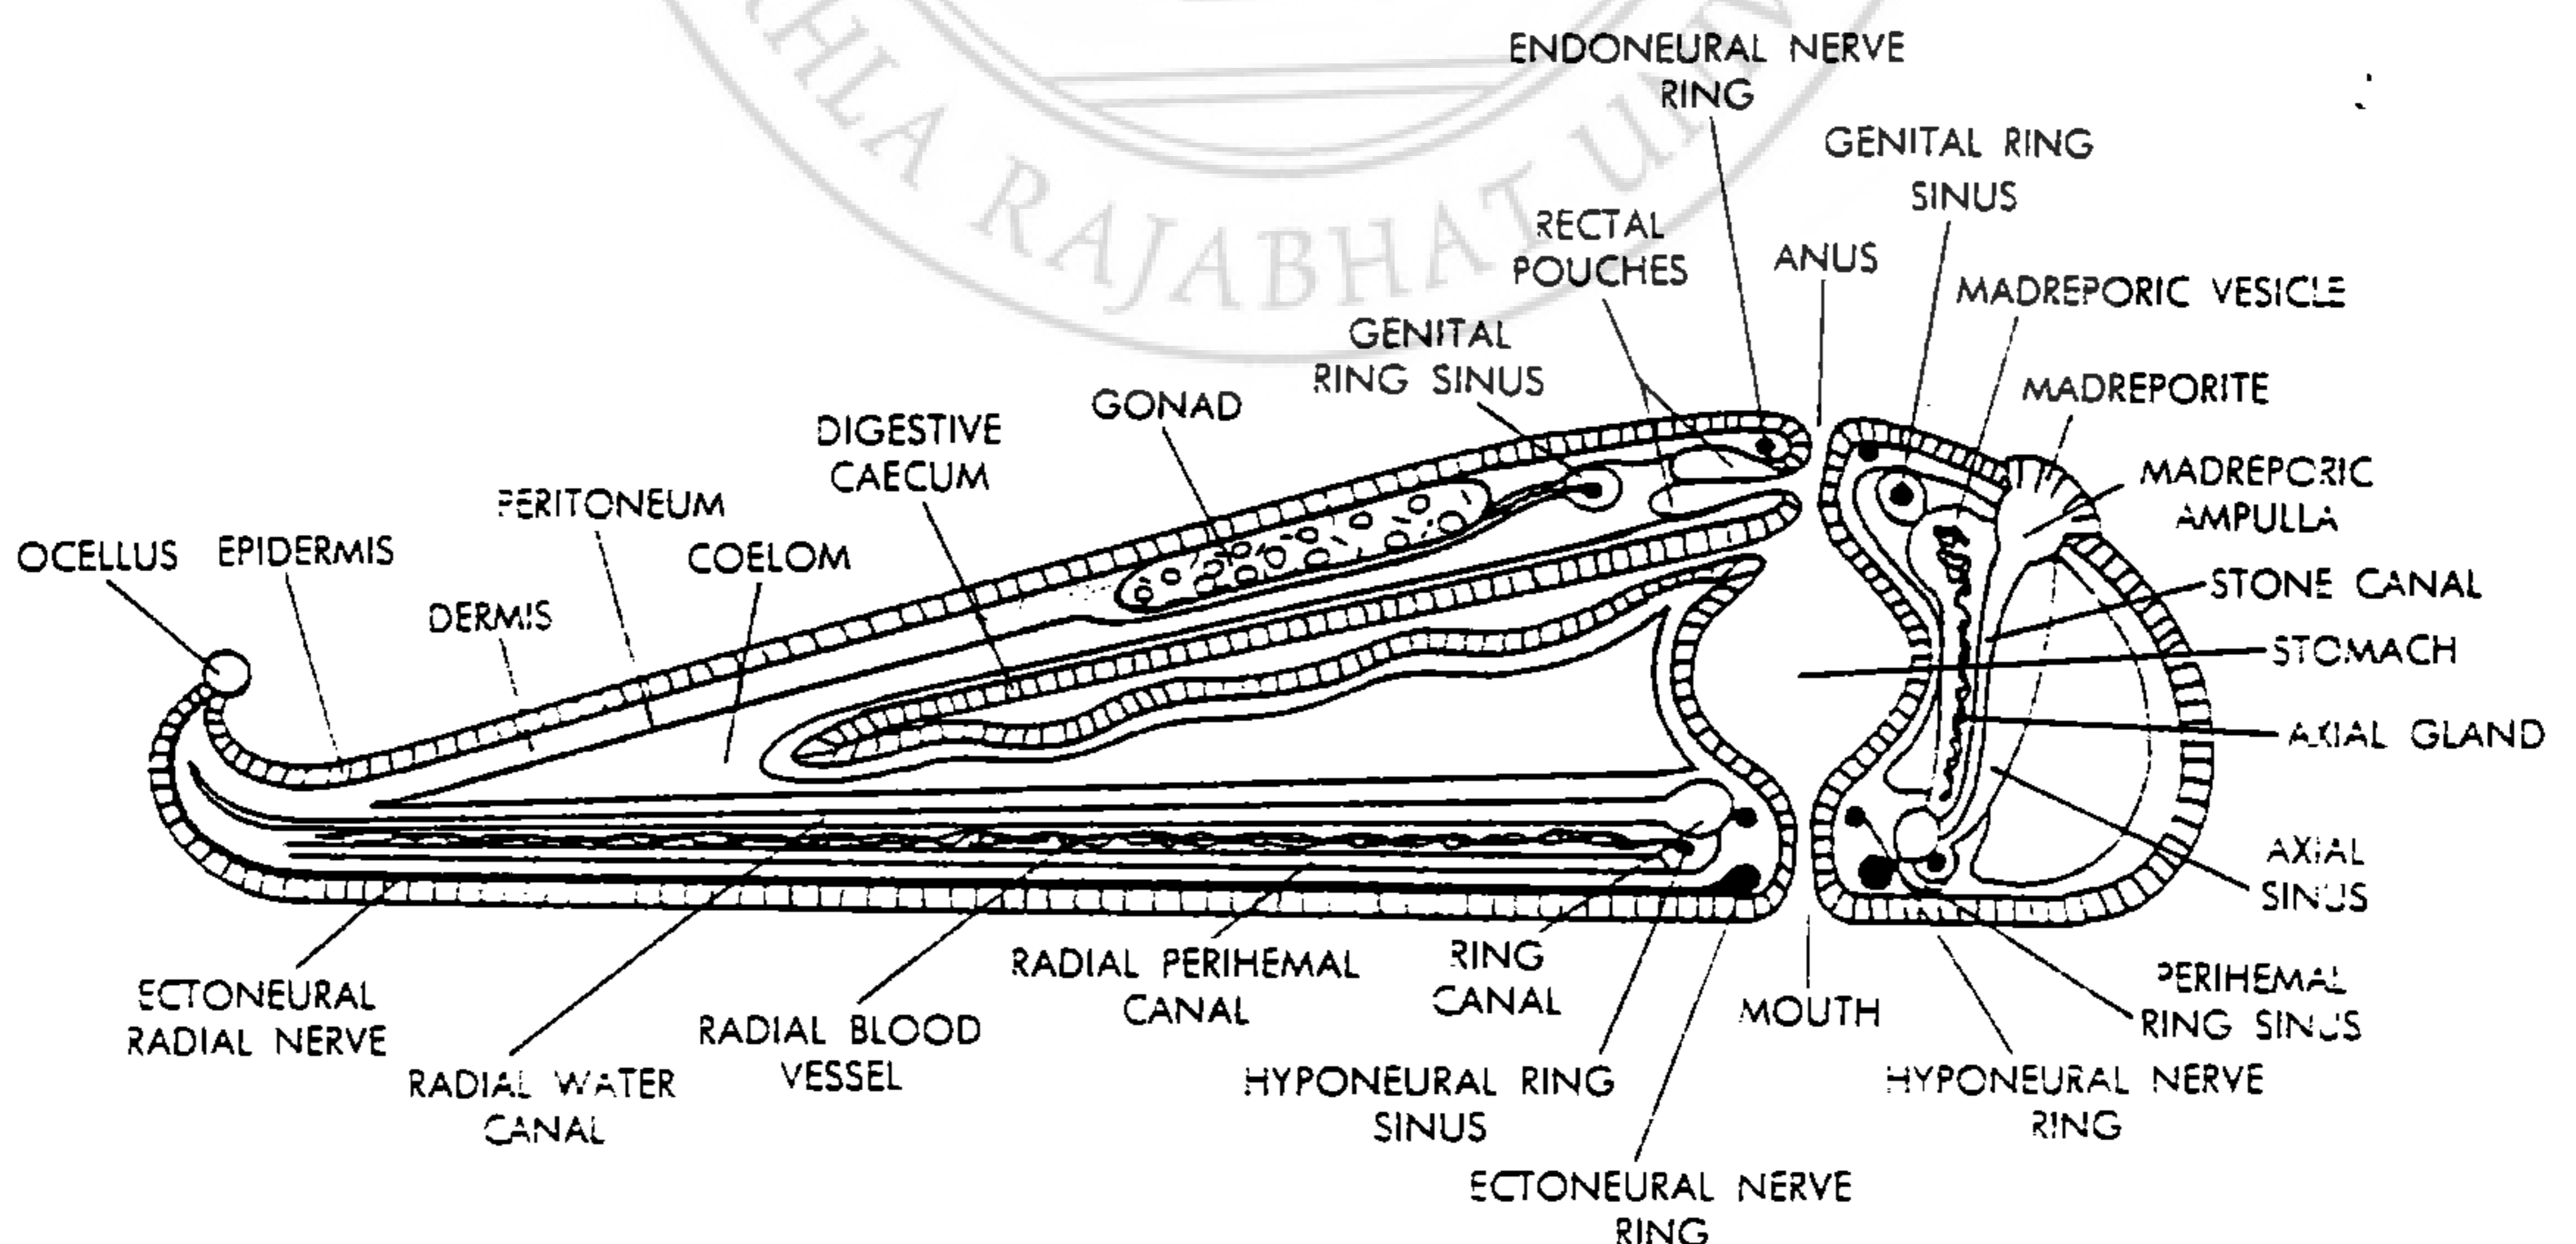 HLA RAJABHAT UNIV
ENDONEURAL NERVE
RING
GENITAL RING
SINUS
RECTAL
POUCHES
ANUS
MADREPORIC VESICLE
GENITAL
RING SINUS
MADREPORITE
GONAD
DIGESTIVE
CAECUM
MADREPORIC
AMPULLA
PERITONEUM
OCELLUS
EPIDERMIS
COELOM
DERMIS
STONE CANAL
STOMACH
AXIAL GLAND
AXIAL
SINUS
ECTONEURAL
RADIAL NERVE
RADIAL WATER
CANAL
RADIAL BLOOD
VESSEL
RADIAL PERIHEMAL
CANAL
RING
CANAL
HYPONEURAL RING
SINUS
ECTONEURAL NERVE
RING
MOUTH
PERIHEMAL
RING SINUS
HYPONEURAL NERVE
RING